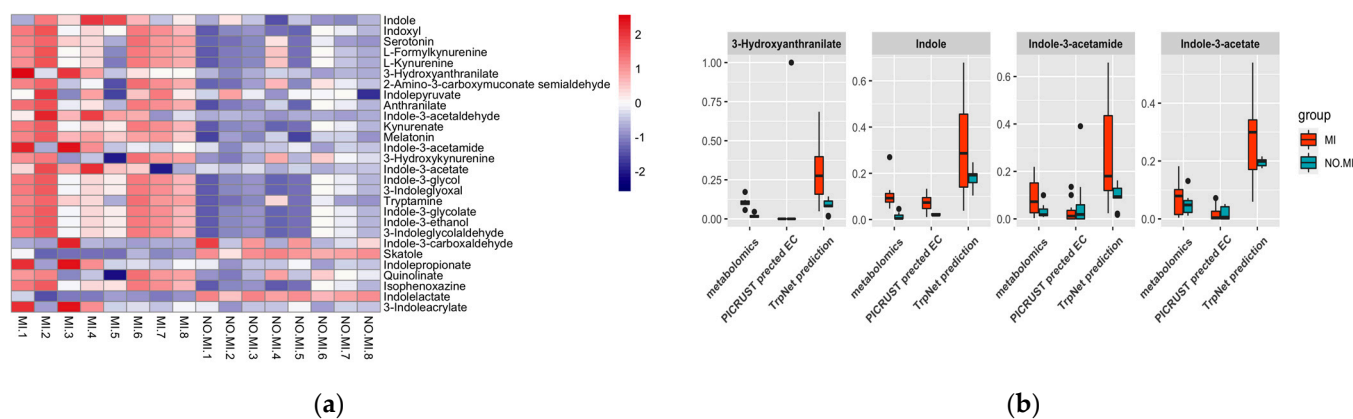 Indole
Indoxyl
Serotonin
L-Formylkynurenine
L-Kynurenine
3-Hydroxyanthranilate
2-Amino-3-carboxymuconate semialdehyde
Indolepyruvate
Anthranilate
Indole-3-acetaldehyde
Kynurenate
Melatonin
Indole-3-acetamide
3-Hydroxykynurenine
Indole-3-acetate
Indole-3-glycol
3-Indoleglyoxal
Tryptamine
Indole-3-glycolate
Indole-3-ethanol
3-Indoleglycolaldehyde
Indole-3-carboxaldehyde
Skatole
Indolepropionate
Quinolinate
Isophenoxazine
Indolelactate
3-Indoleacrylate
MI.1
MI.2
MI.3
MI.4
MI.5
MI.6
MI.7
MI.8
NO.MI.1
NO.MI.2
NO.MI.3
NO.MI.4
NO.MI.5
NO.MI.6
NO.MI.7
NO.MI.8
2
1
0
-1
-2
(a)
3-Hydroxyanthranilate
1.00
0.75
0.50
0.25
0.00
metabolomics
PICRUST prected EC
TrpNet prediction
Indole
0.6
0.4
0.2
0.0
metabolomics
PICRUST prected EC
TrpNet prediction
Indole-3-acetamide
0.6
0.4
0.2
0.0
metabolomics
PICRUST prected EC
TrpNet prediction
Indole-3-acetate
0.4
0.2
0.0
metabolomics
PICRUST prected EC
TrpNet prediction
group
MI
NO.MI
(b)